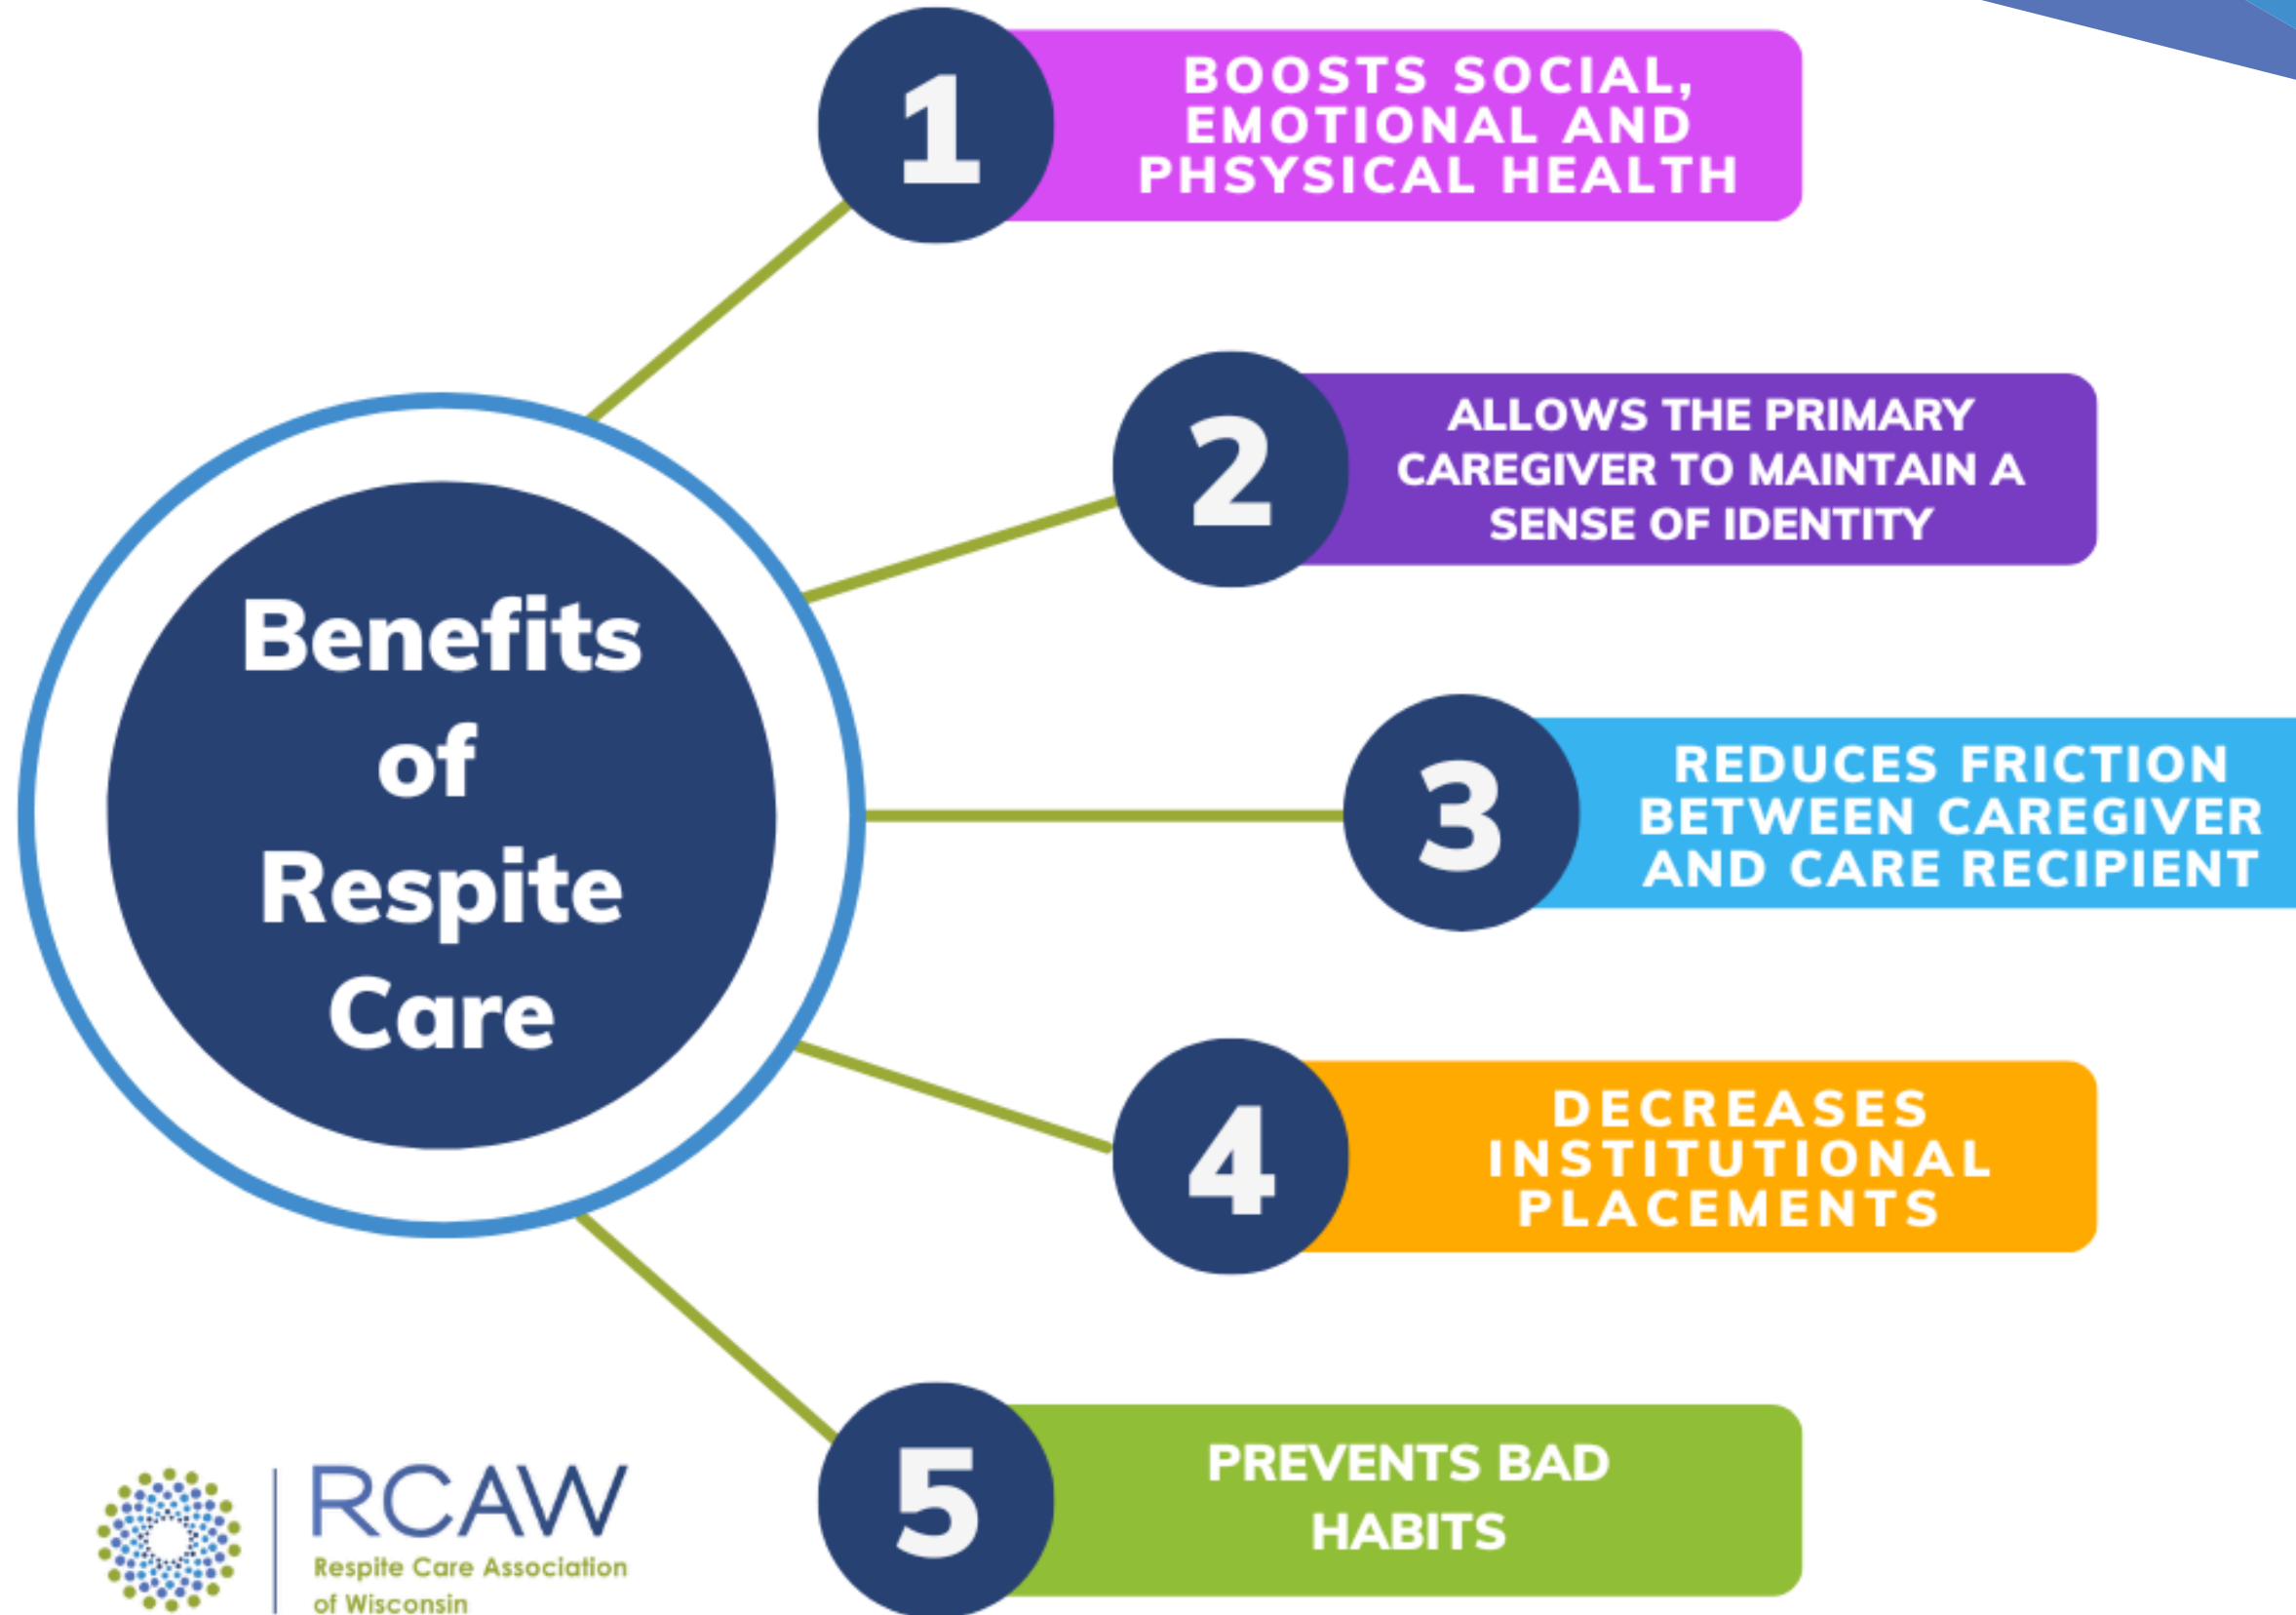 1
BOOSTS SOCIAL,
EMOTIONAL AND
PHSYSICAL HEALTH
2
ALLOWS THE PRIMARY
CAREGIVER TO MAINTAIN A
SENSE OF IDENTITY
Benefits
of
Respite
Care
3
REDUCES FRICTION
BETWEEN CAREGIVER
AND CARE RECIPIENT
4
DECREASES
INSTITUTIONAL
PLACEMENTS
5
PREVENTS BAD
HABITS
RCAW
Respite Care Association
of Wisconsin